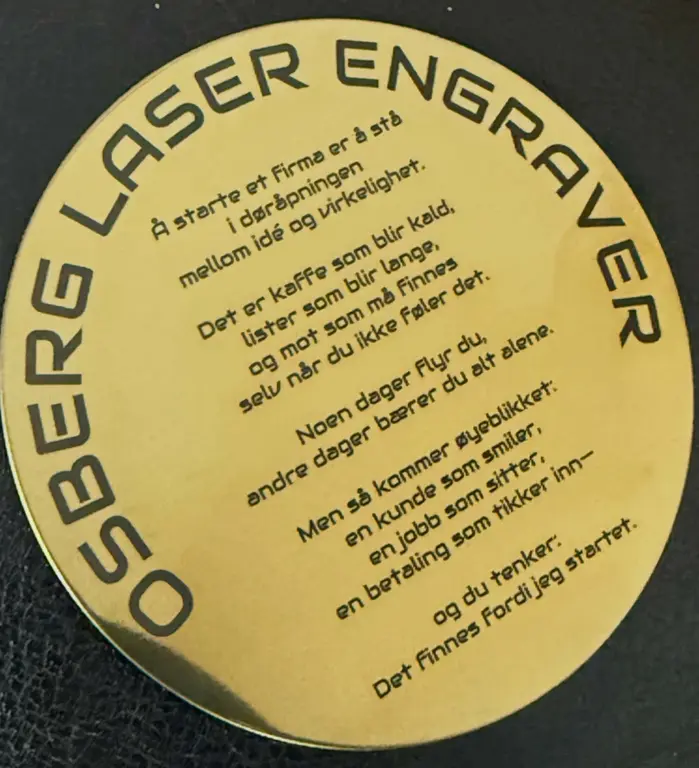 OSBERG LASER ENGRAVER
Å starte et firma er å stå
i døråpningen
mellom idé og virkelighet.
Det er kaffe som blir kald,
lister som blir lange,
og mot som må finnes
selv når du ikke føler det.
Noen dager flyr du,
andre dager bærer du alt alene.
Men så kommer øyeblikket:
en kunde som smiler,
en jobb som sitter,
en betaling som tikker inn—
og du tenker:
Det finnes fordi jeg startet.